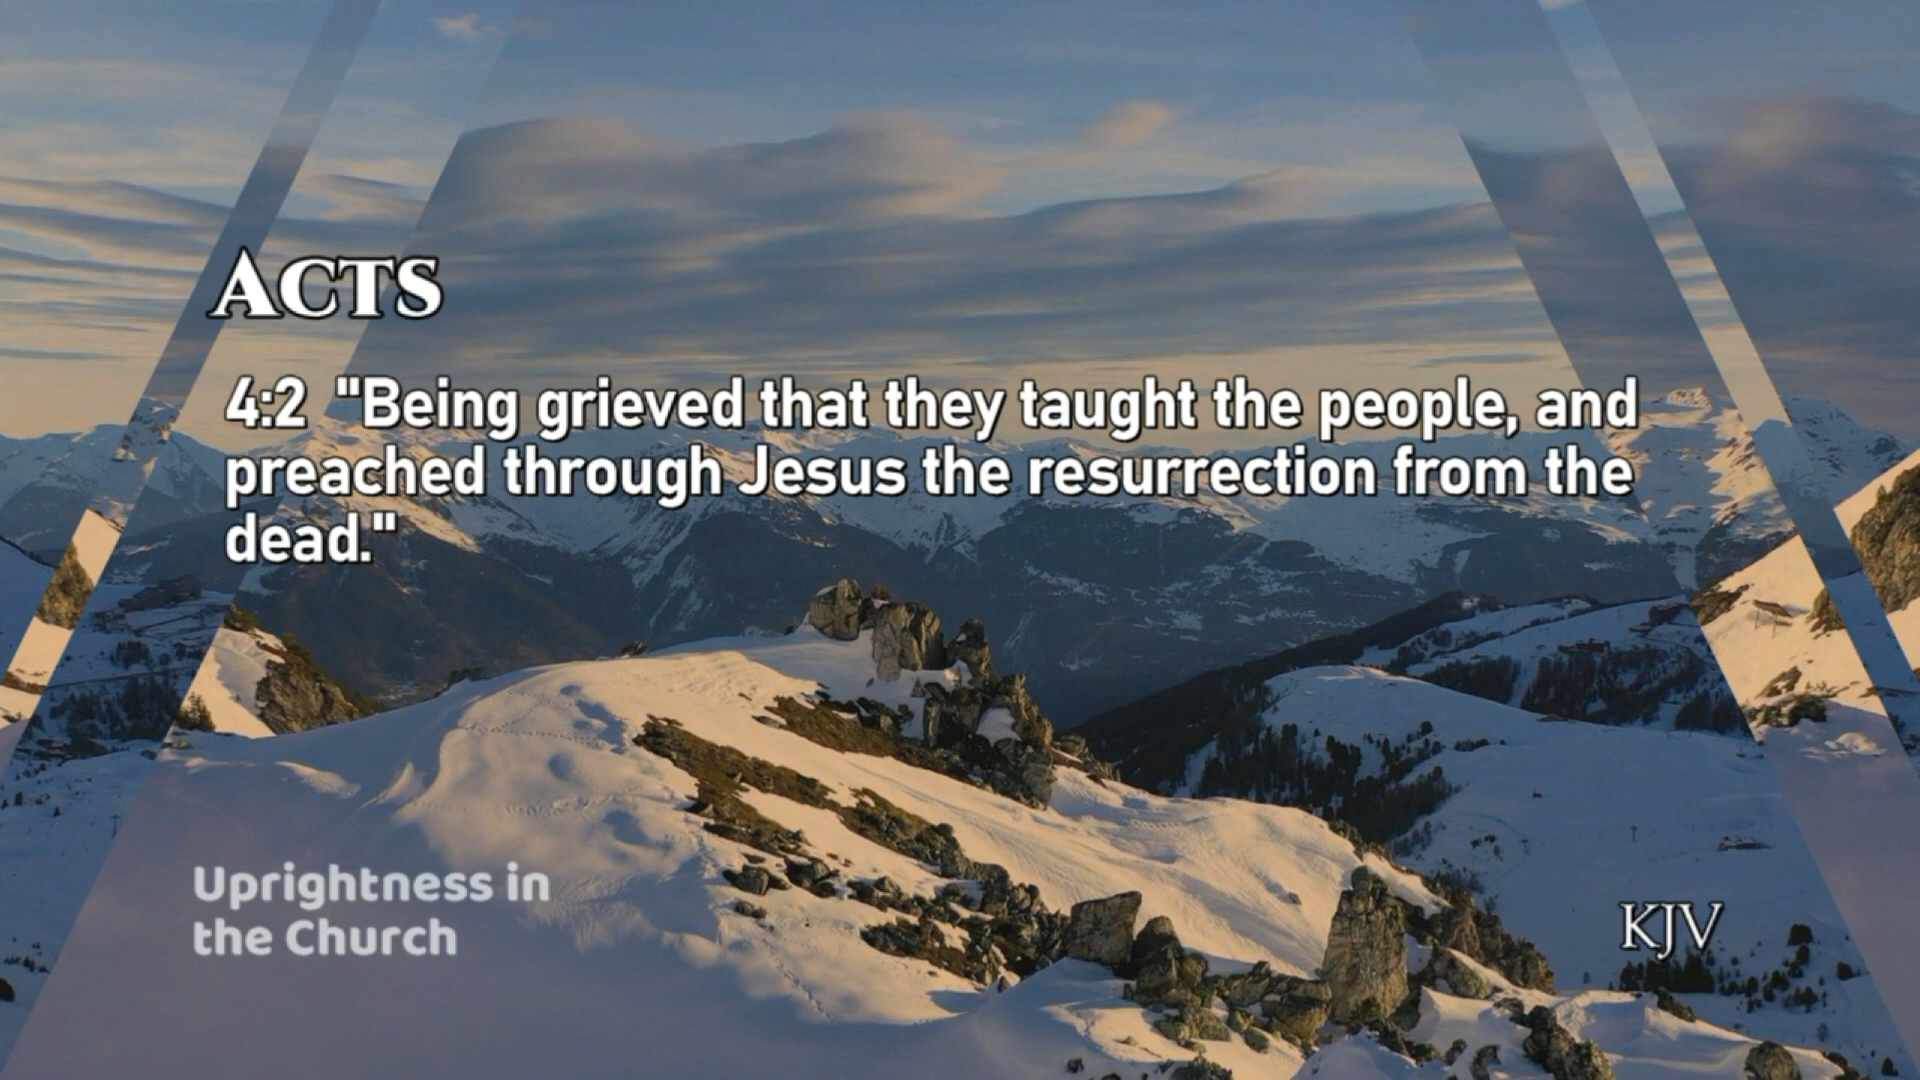 ACTS
4:2 "Being grieved that they taught the people, and
preached through Jesus the resurrection from the
dead."
Uprightness in
the Church
KJV